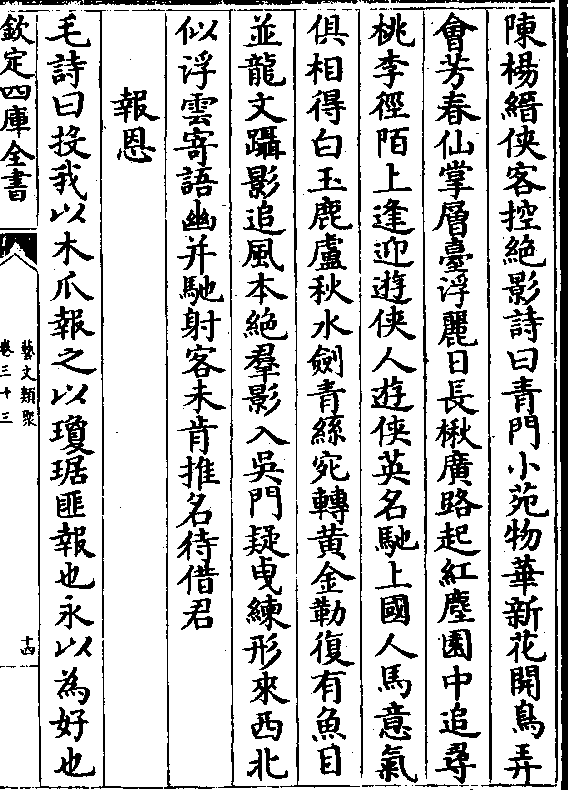 陳楊縉俠客控絶影詩曰青門小苑物華新花開鳥弄
會芳春仙掌層臺浮麗日長楸廣路起紅塵園中追尋
桃李徑陌上逢迎遊俠人遊俠英名馳上國人馬意氣
俱相得白玉鹿盧秋水劍青絲宛轉黄金勒復有魚目
並龍文躡影追風本絶羣影入吳門疑曵練形來西北
似浮雲寄語幽并馳射客未肯推名待借君
報恩
毛詩曰投我以木爪報之以瓊琚匪報也永以為好也
欽定四庫全書
藝文類聚
卷三十三
十四